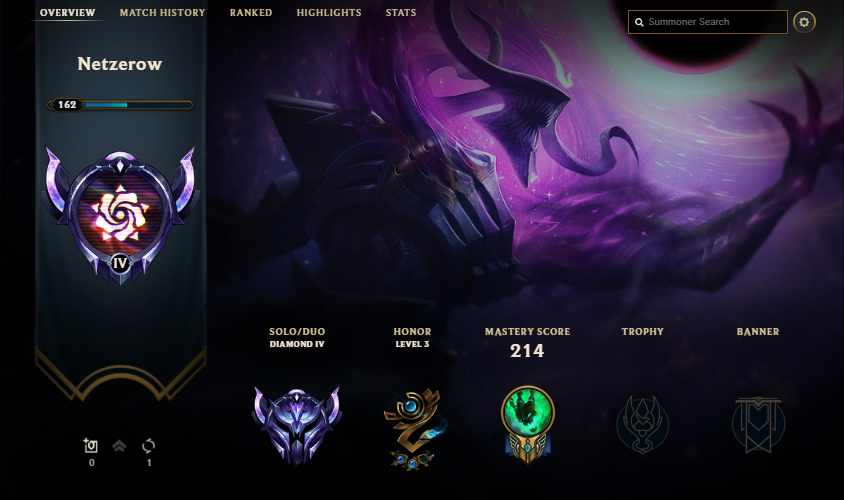 OVERVIEW MATCH HISTORY RANKED HIGHLIGHTS STATS
Summoner Search
Netzerow
162
IV
SOLO/DUO HONOR MASTERY SCORE TROPHY BANNER
DIAMOND IV LEVEL 3 214
0 1